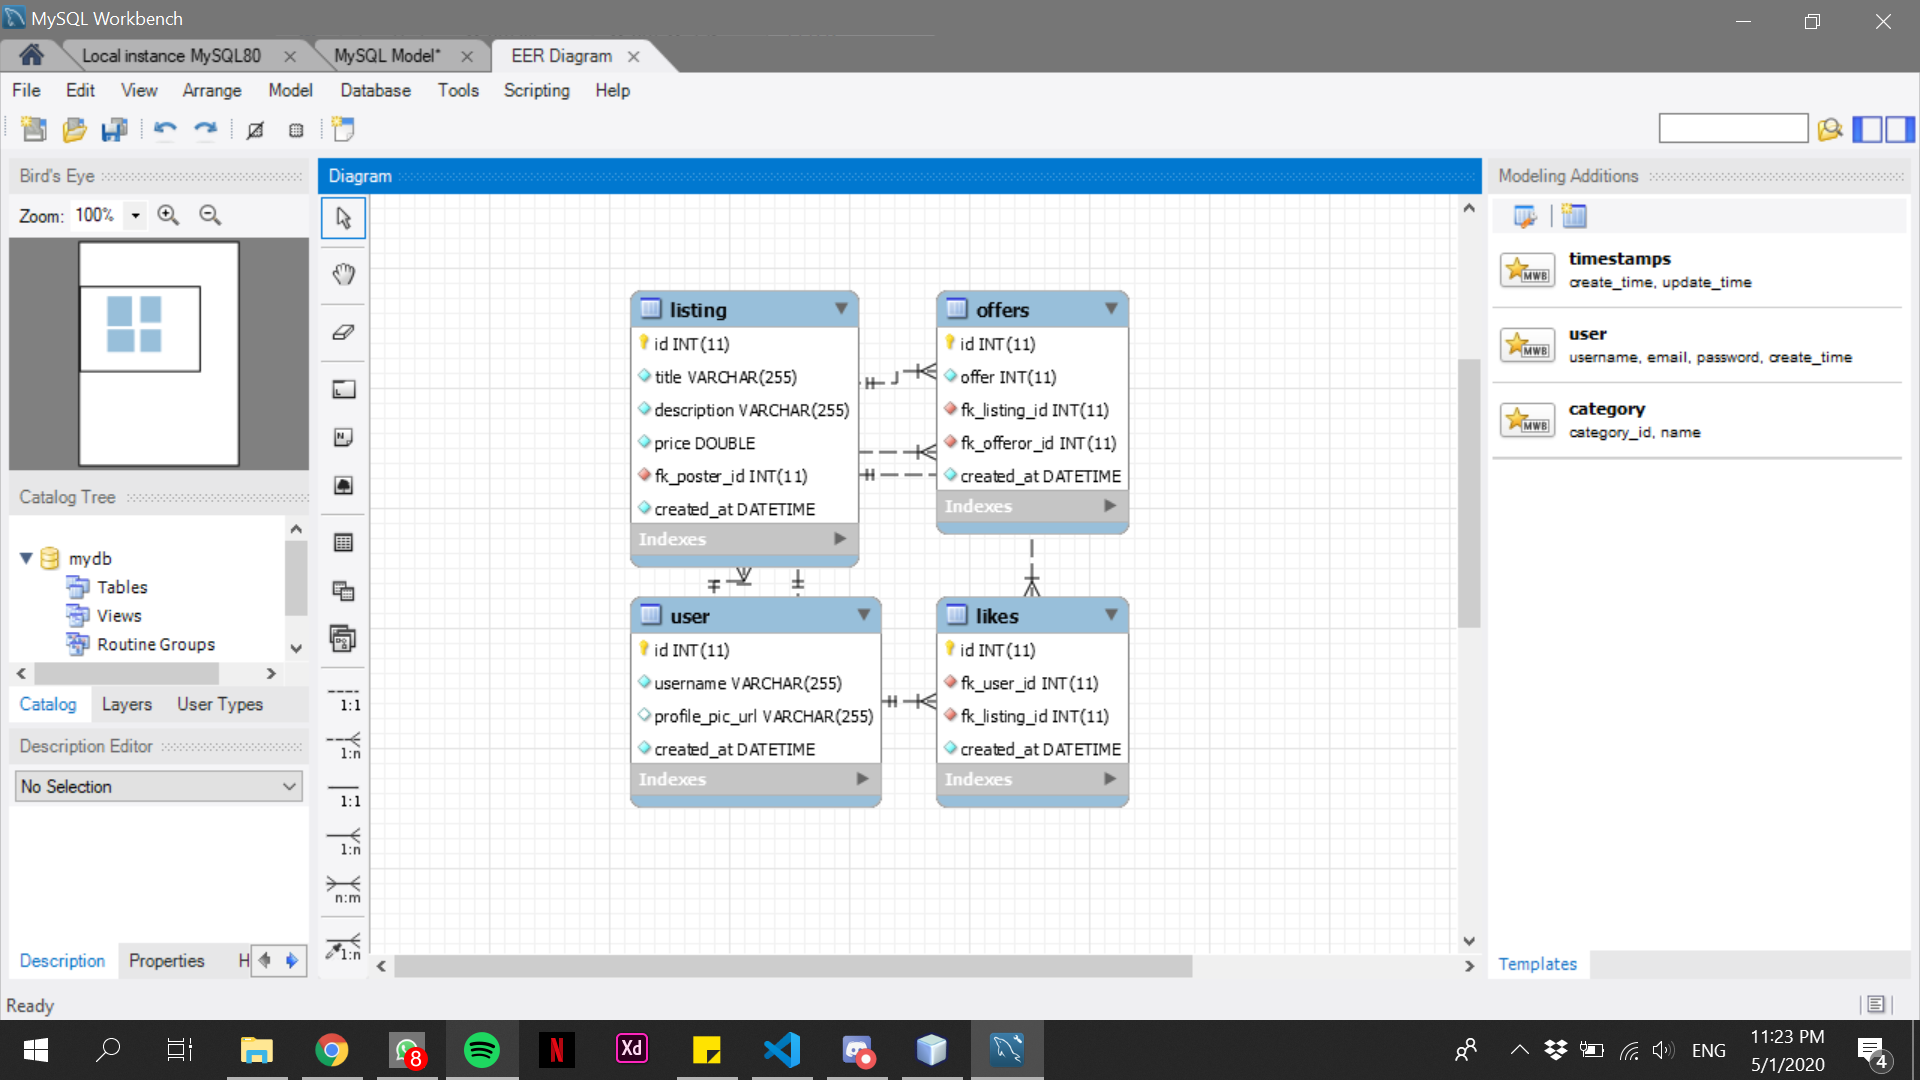 MySQL Workbench
Local instance MySQL80
MySQL Model*
EER Diagram
File Edit View Arrange Model Database Tools Scripting Help
Bird's Eye
Zoom: 100%
Catalog Tree
mydb
Tables
Views
Routine Groups
Catalog Layers User Types
Description Editor
No Selection
Description Properties H
Ready
Diagram
1:1
1:n
1:1
1:n
n:m
1:n
listing
id INT(11)
title VARCHAR(255)
description VARCHAR(255)
price DOUBLE
fk_poster_id INT(11)
created_at DATETIME
Indexes
offers
id INT(11)
offer INT(11)
fk_listing_id INT(11)
fk_offeror_id INT(11)
created_at DATETIME
Indexes
user
id INT(11)
username VARCHAR(255)
profile_pic_url VARCHAR(255)
created_at DATETIME
Indexes
likes
id INT(11)
fk_user_id INT(11)
fk_listing_id INT(11)
created_at DATETIME
Indexes
Modeling Additions
MWB
timestamps
create_time, update_time
MWB
user
username, email, password, create_time
MWB
category
category_id, name
Templates
8
N
Xd
ENG
11:23 PM
5/1/2020
4